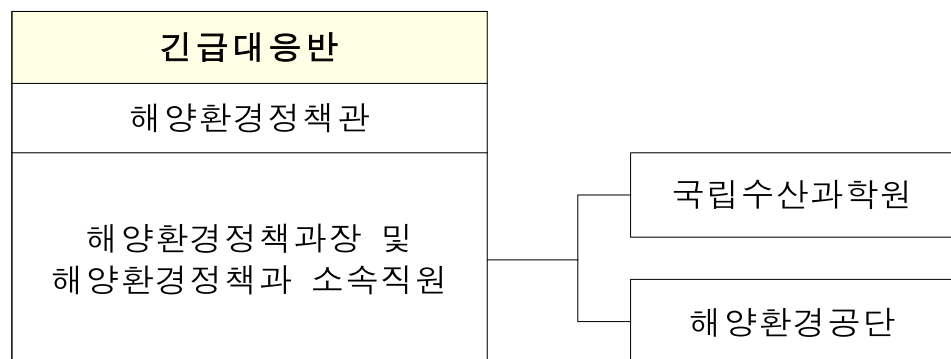 긴급대응반
해양환경정책관
해양환경정책과장 및
해양환경정책과 소속직원
국립수산과학원
해양환경공단